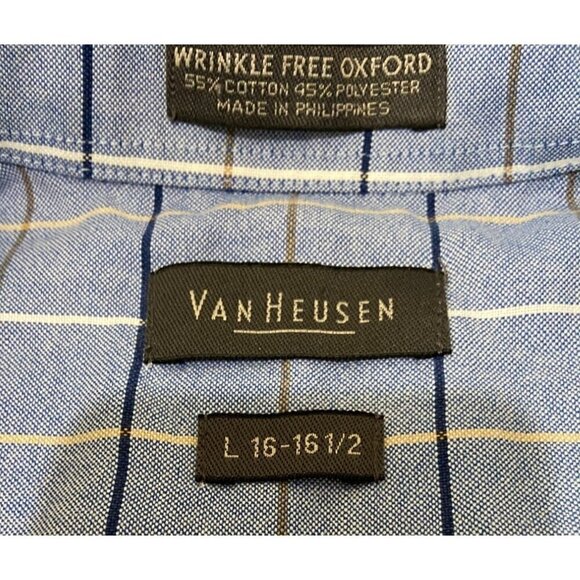 WRINKLE FREE OXFORD
55% COTTON 45% POLYESTER
MADE IN PHILIPPINES
VAN HEUSEN
L 16-16 1/2